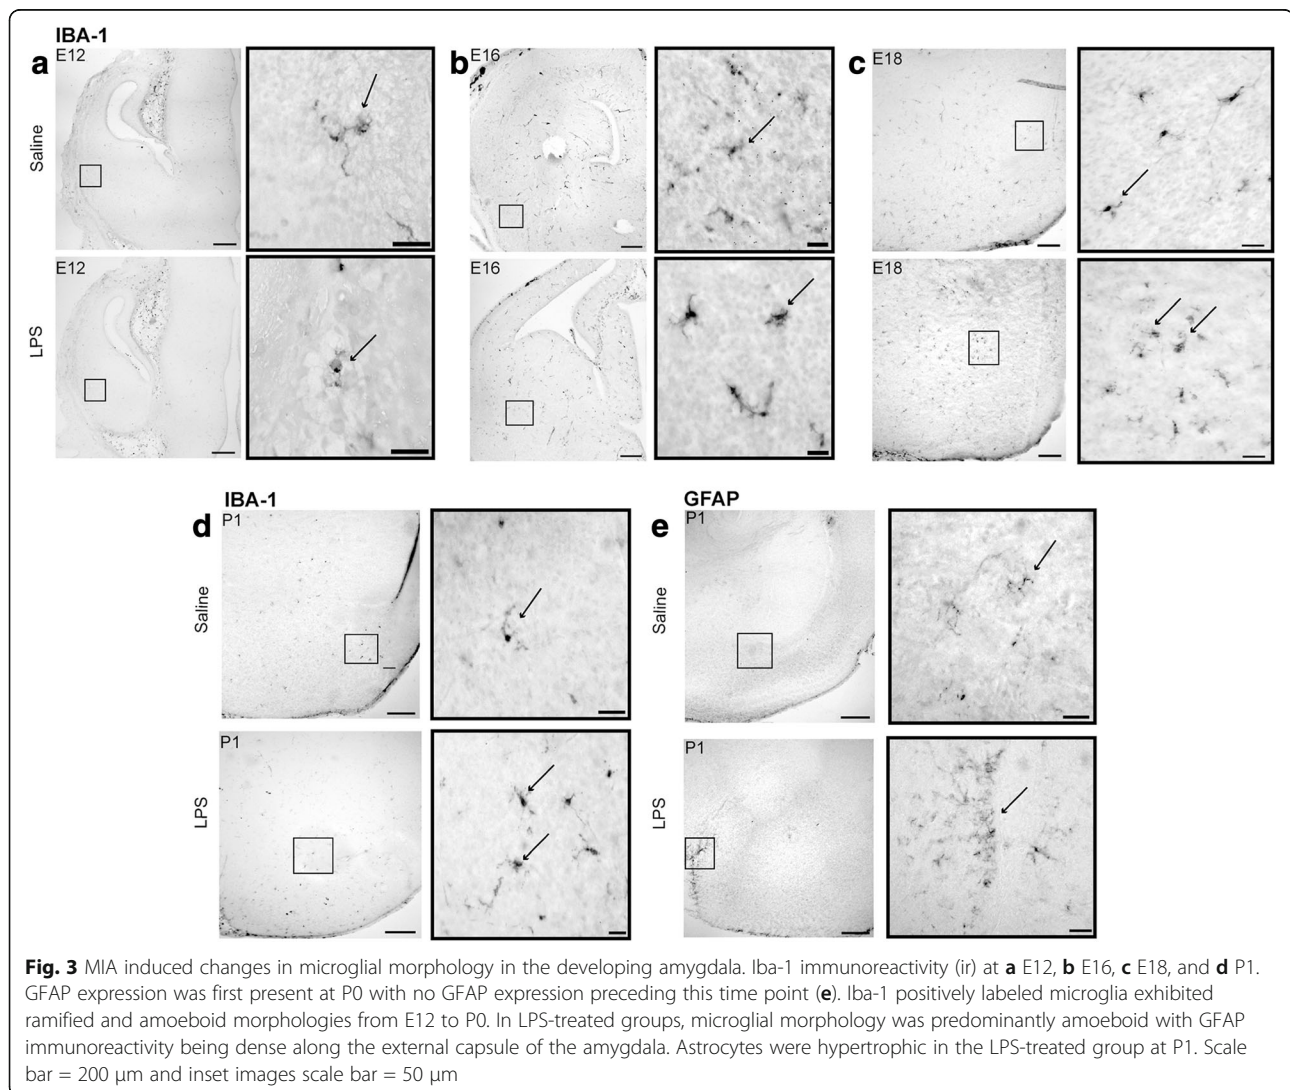 IBA-1
a
E12
b
E16
c
E18
Saline
E12
E16
E18
LPS
IBA-1
GFAP
d
P1
e
P1
Saline
Saline
P1
P1
LPS
LPS
Fig. 3 MIA induced changes in microglial morphology in the developing amygdala. Iba-1 immunoreactivity (ir) at a E12, b E16, c E18, and d P1.
GFAP expression was first present at P0 with no GFAP expression preceding this time point (e). Iba-1 positively labeled microglia exhibited
ramified and amoeboid morphologies from E12 to P0. In LPS-treated groups, microglial morphology was predominantly amoeboid with GFAP
immunoreactivity being dense along the external capsule of the amygdala. Astrocytes were hypertrophic in the LPS-treated group at P1. Scale
bar = 200 μm and inset images scale bar = 50 μm